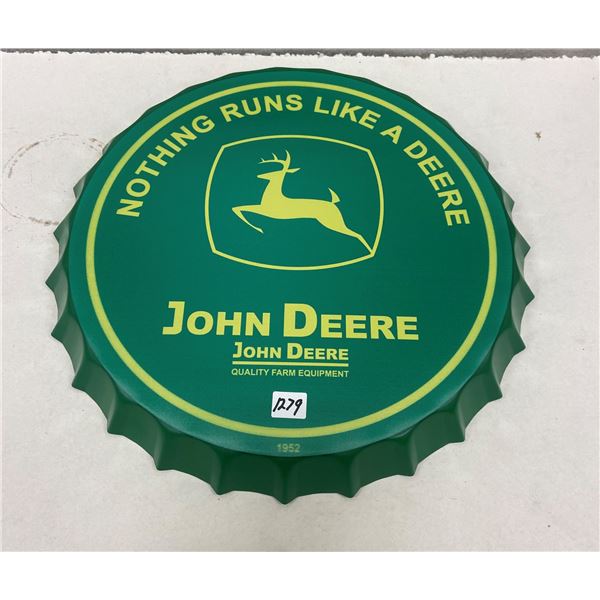 NOTHING RUNS LIKE A DEERE
JOHN DEERE
JOHN DEERE
QUALITY FARM EQUIPMENT
1279
1952